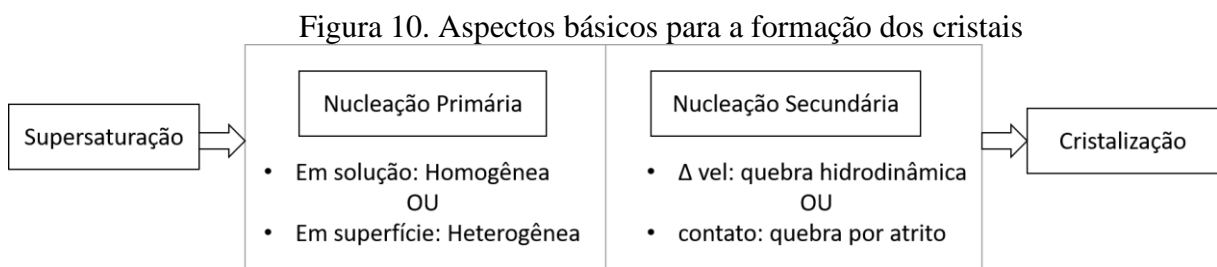 Figura 10. Aspectos básicos para a formação dos cristais
Supersaturação
Nucleação Primária
• Em solução: Homogênea
OU
• Em superfície: Heterogênea
Nucleação Secundária
• Δ vel: quebra hidrodinâmica
OU
• contato: quebra por atrito
Cristalização